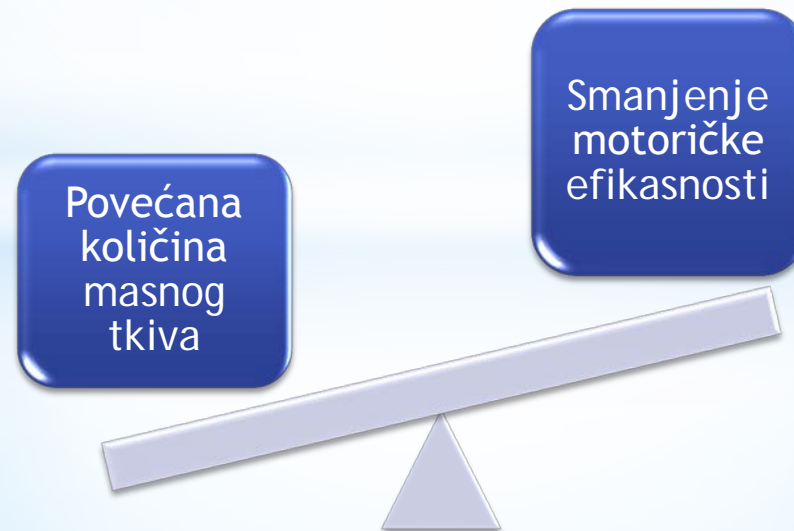 Povećana
količina
masnog
tkiva
Smanjenje
motoričke
efikasnosti